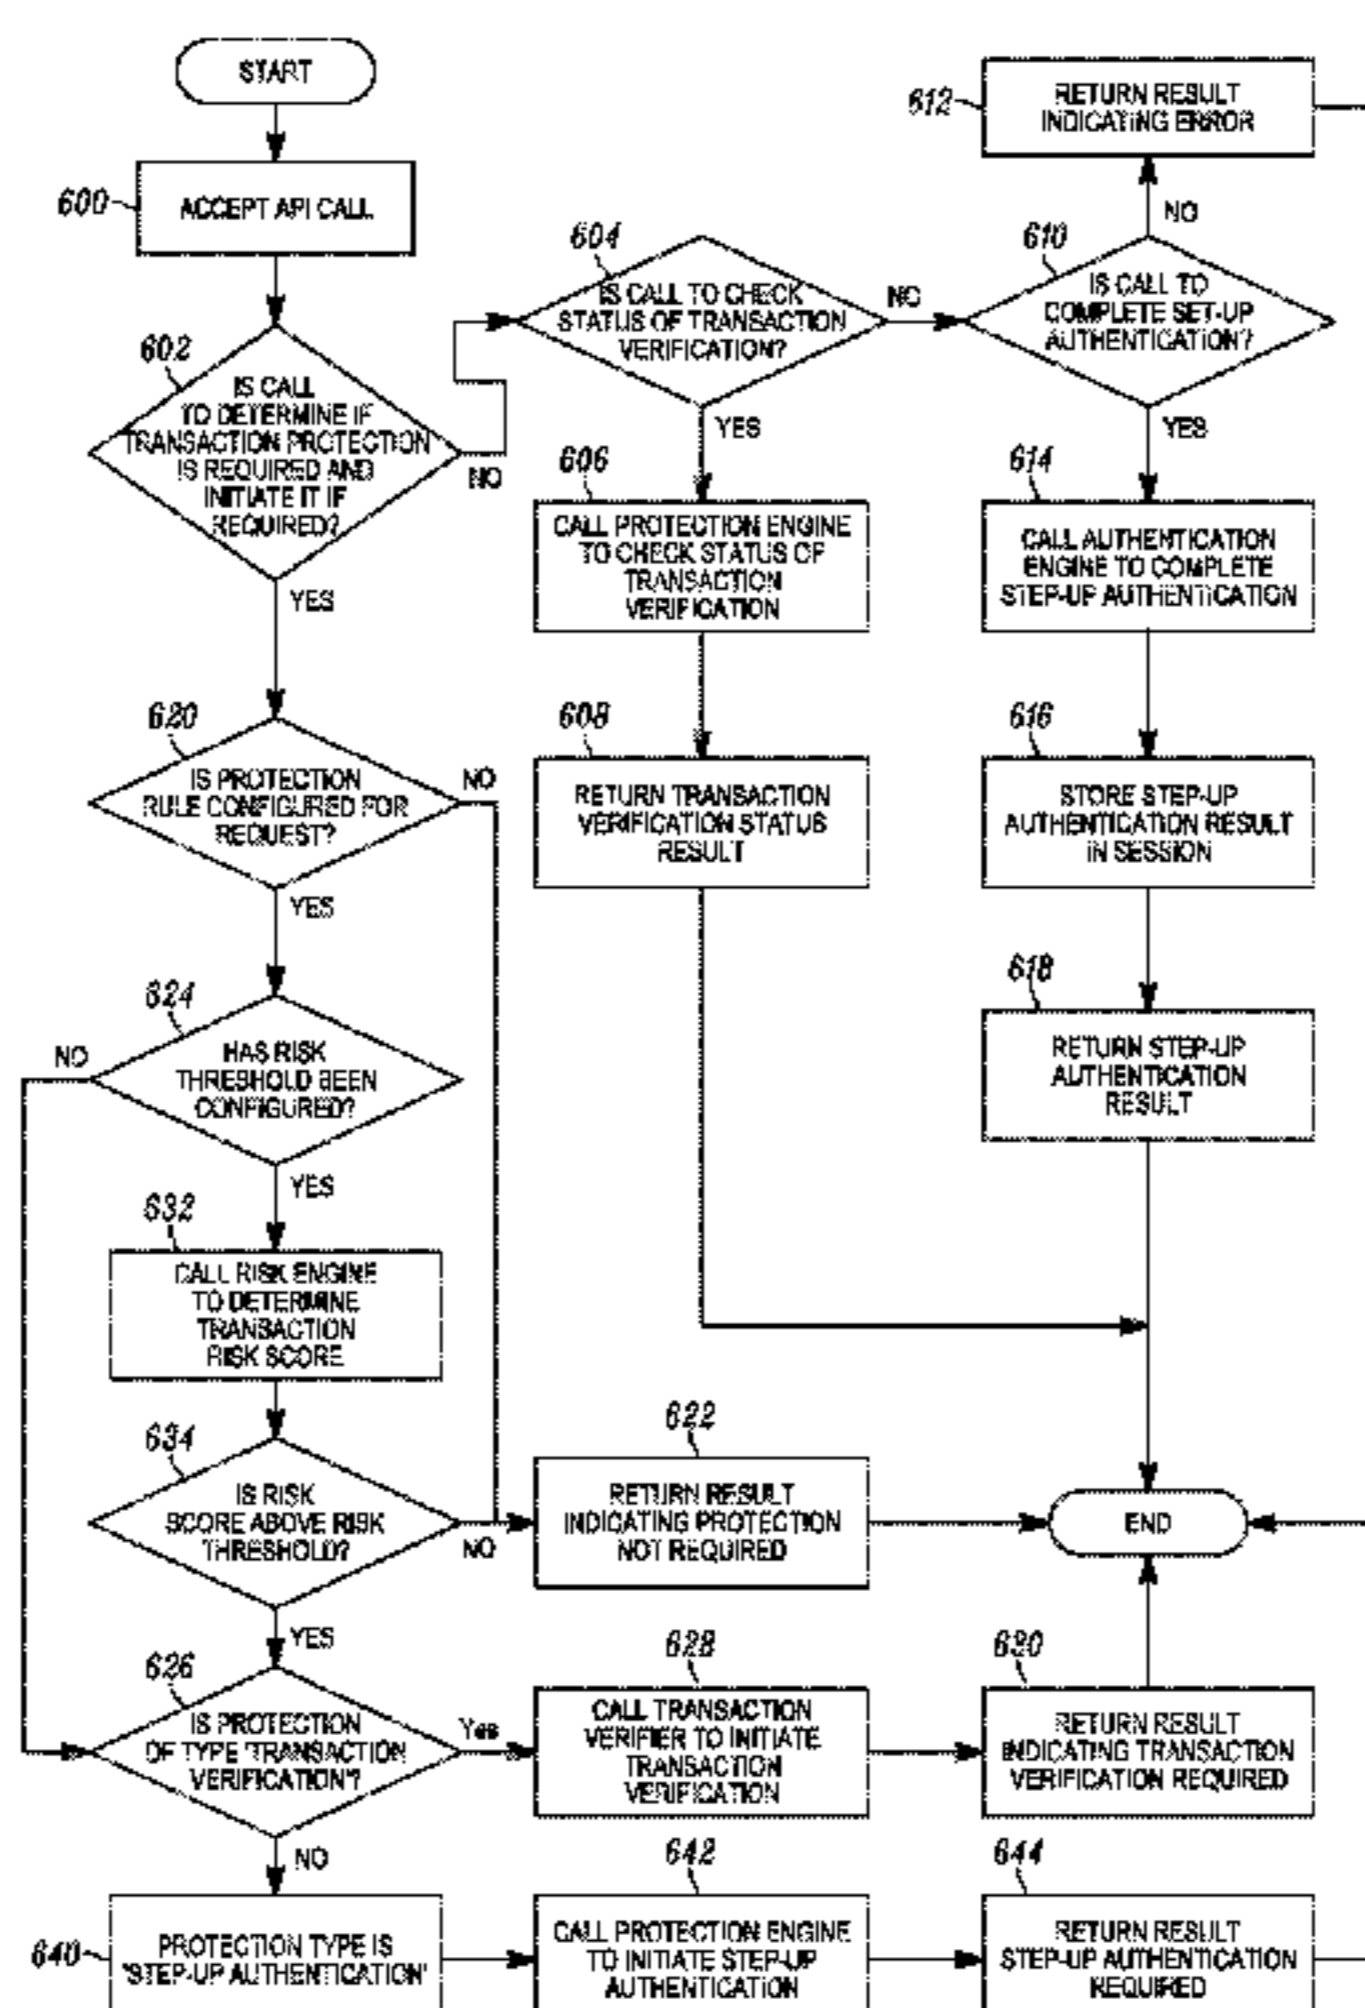 START
600
ACCEPT API CALL
602
IS CALL
TO DETERMINE IF
TRANSACTION PROTECTION
IS REQUIRED AND
INITIATE IT IF
REQUIRED?
NO
YES
604
IS CALL TO CHECK
STATUS OF TRANSACTION
VERIFICATION?
NO
YES
606
CALL PROTECTION ENGINE
TO CHECK STATUS OF
TRANSACTION
VERIFICATION
608
RETURN TRANSACTION
VERIFICATION STATUS
RESULT
610
IS CALL TO
COMPLETE SET-UP
AUTHENTICATION?
NO
YES
612
RETURN RESULT
INDICATING ERROR
614
CALL AUTHENTICATION
ENGINE TO COMPLETE
STEP-UP AUTHENTICATION
616
STORE STEP-UP
AUTHENTICATION RESULT
IN SESSION
618
RETURN STEP-UP
AUTHENTICATION
RESULT
620
IS PROTECTION
RULE CONFIGURED FOR
REQUEST?
NO
YES
624
HAS RISK
THRESHOLD BEEN
CONFIGURED?
NO
YES
632
CALL RISK ENGINE
TO DETERMINE
TRANSACTION
RISK SCORE
634
IS RISK
SCORE ABOVE RISK
THRESHOLD?
NO
YES
622
RETURN RESULT
INDICATING PROTECTION
NOT REQUIRED
END
626
IS PROTECTION
OF TYPE 'TRANSACTION
VERIFICATION'?
Yes
NO
628
CALL TRANSACTION
VERIFIER TO INITIATE
TRANSACTION
VERIFICATION
630
RETURN RESULT
INDICATING TRANSACTION
VERIFICATION REQUIRED
640
PROTECTION TYPE IS
'STEP-UP AUTHENTICATION'
642
CALL PROTECTION ENGINE
TO INITIATE STEP-UP
AUTHENTICATION
644
RETURN RESULT
STEP-UP AUTHENTICATION
REQUIRED